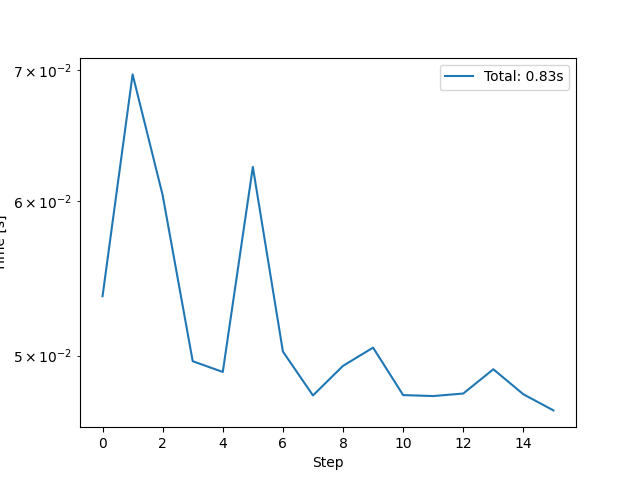 Total: 0.83s
7 × 10⁻²
6 × 10⁻²
5 × 10⁻²
[s]
0 2 4 6 8 10 12 14
Step